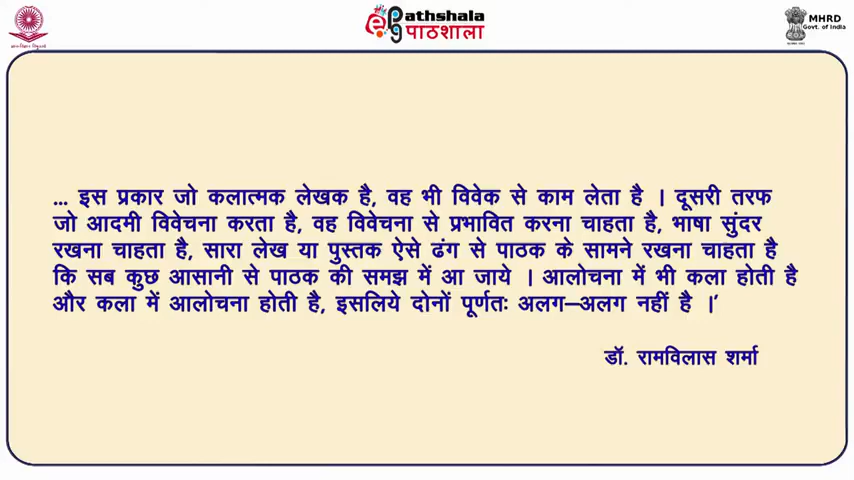 ePathshala
पाठशाला
MHRD
Govt. of India
... इस प्रकार जो कलात्मक लेखक है, वह भी विवेक से काम लेता है । दूसरी तरफ
जो आदमी विवेचना करता है, वह विवेचना से प्रभावित करना चाहता है, भाषा सुंदर
रखना चाहता है, सारा लेख या पुस्तक ऐसे ढंग से पाठक के सामने रखना चाहता है
कि सब कुछ आसानी से पाठक की समझ में आ जाये । आलोचना में भी कला होती है
और कला में आलोचना होती है, इसलिये दोनों पूर्णतः अलग–अलग नहीं है ।’
डॉ. रामविलास शर्मा